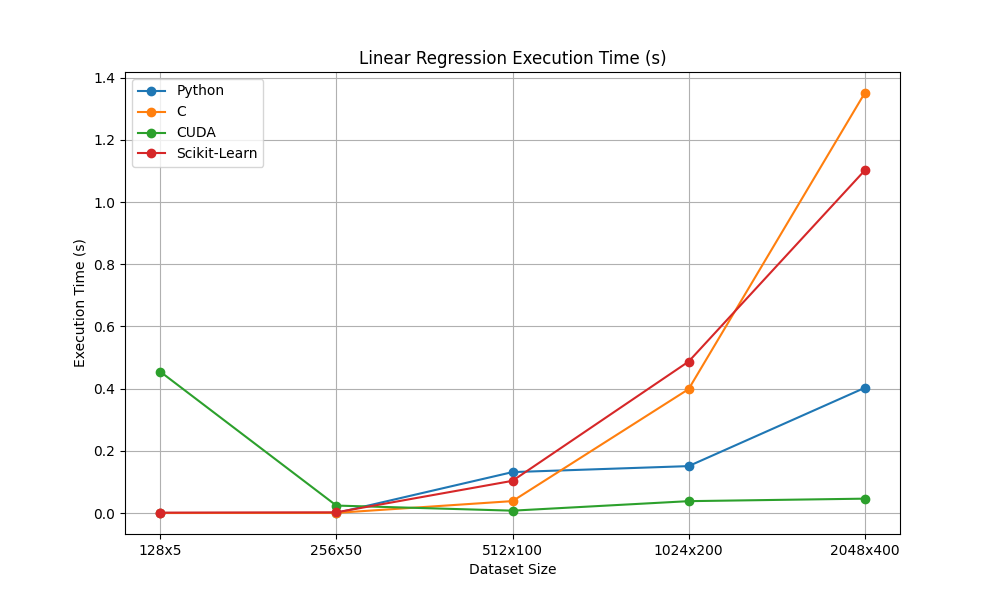 Linear Regression Execution Time (s)
Python
C
CUDA
Scikit-Learn
Execution Time (s)
1.4
1.2
1.0
0.8
0.6
0.4
0.2
0.0
128x5
256x50
512x100
1024x200
2048x400
Dataset Size